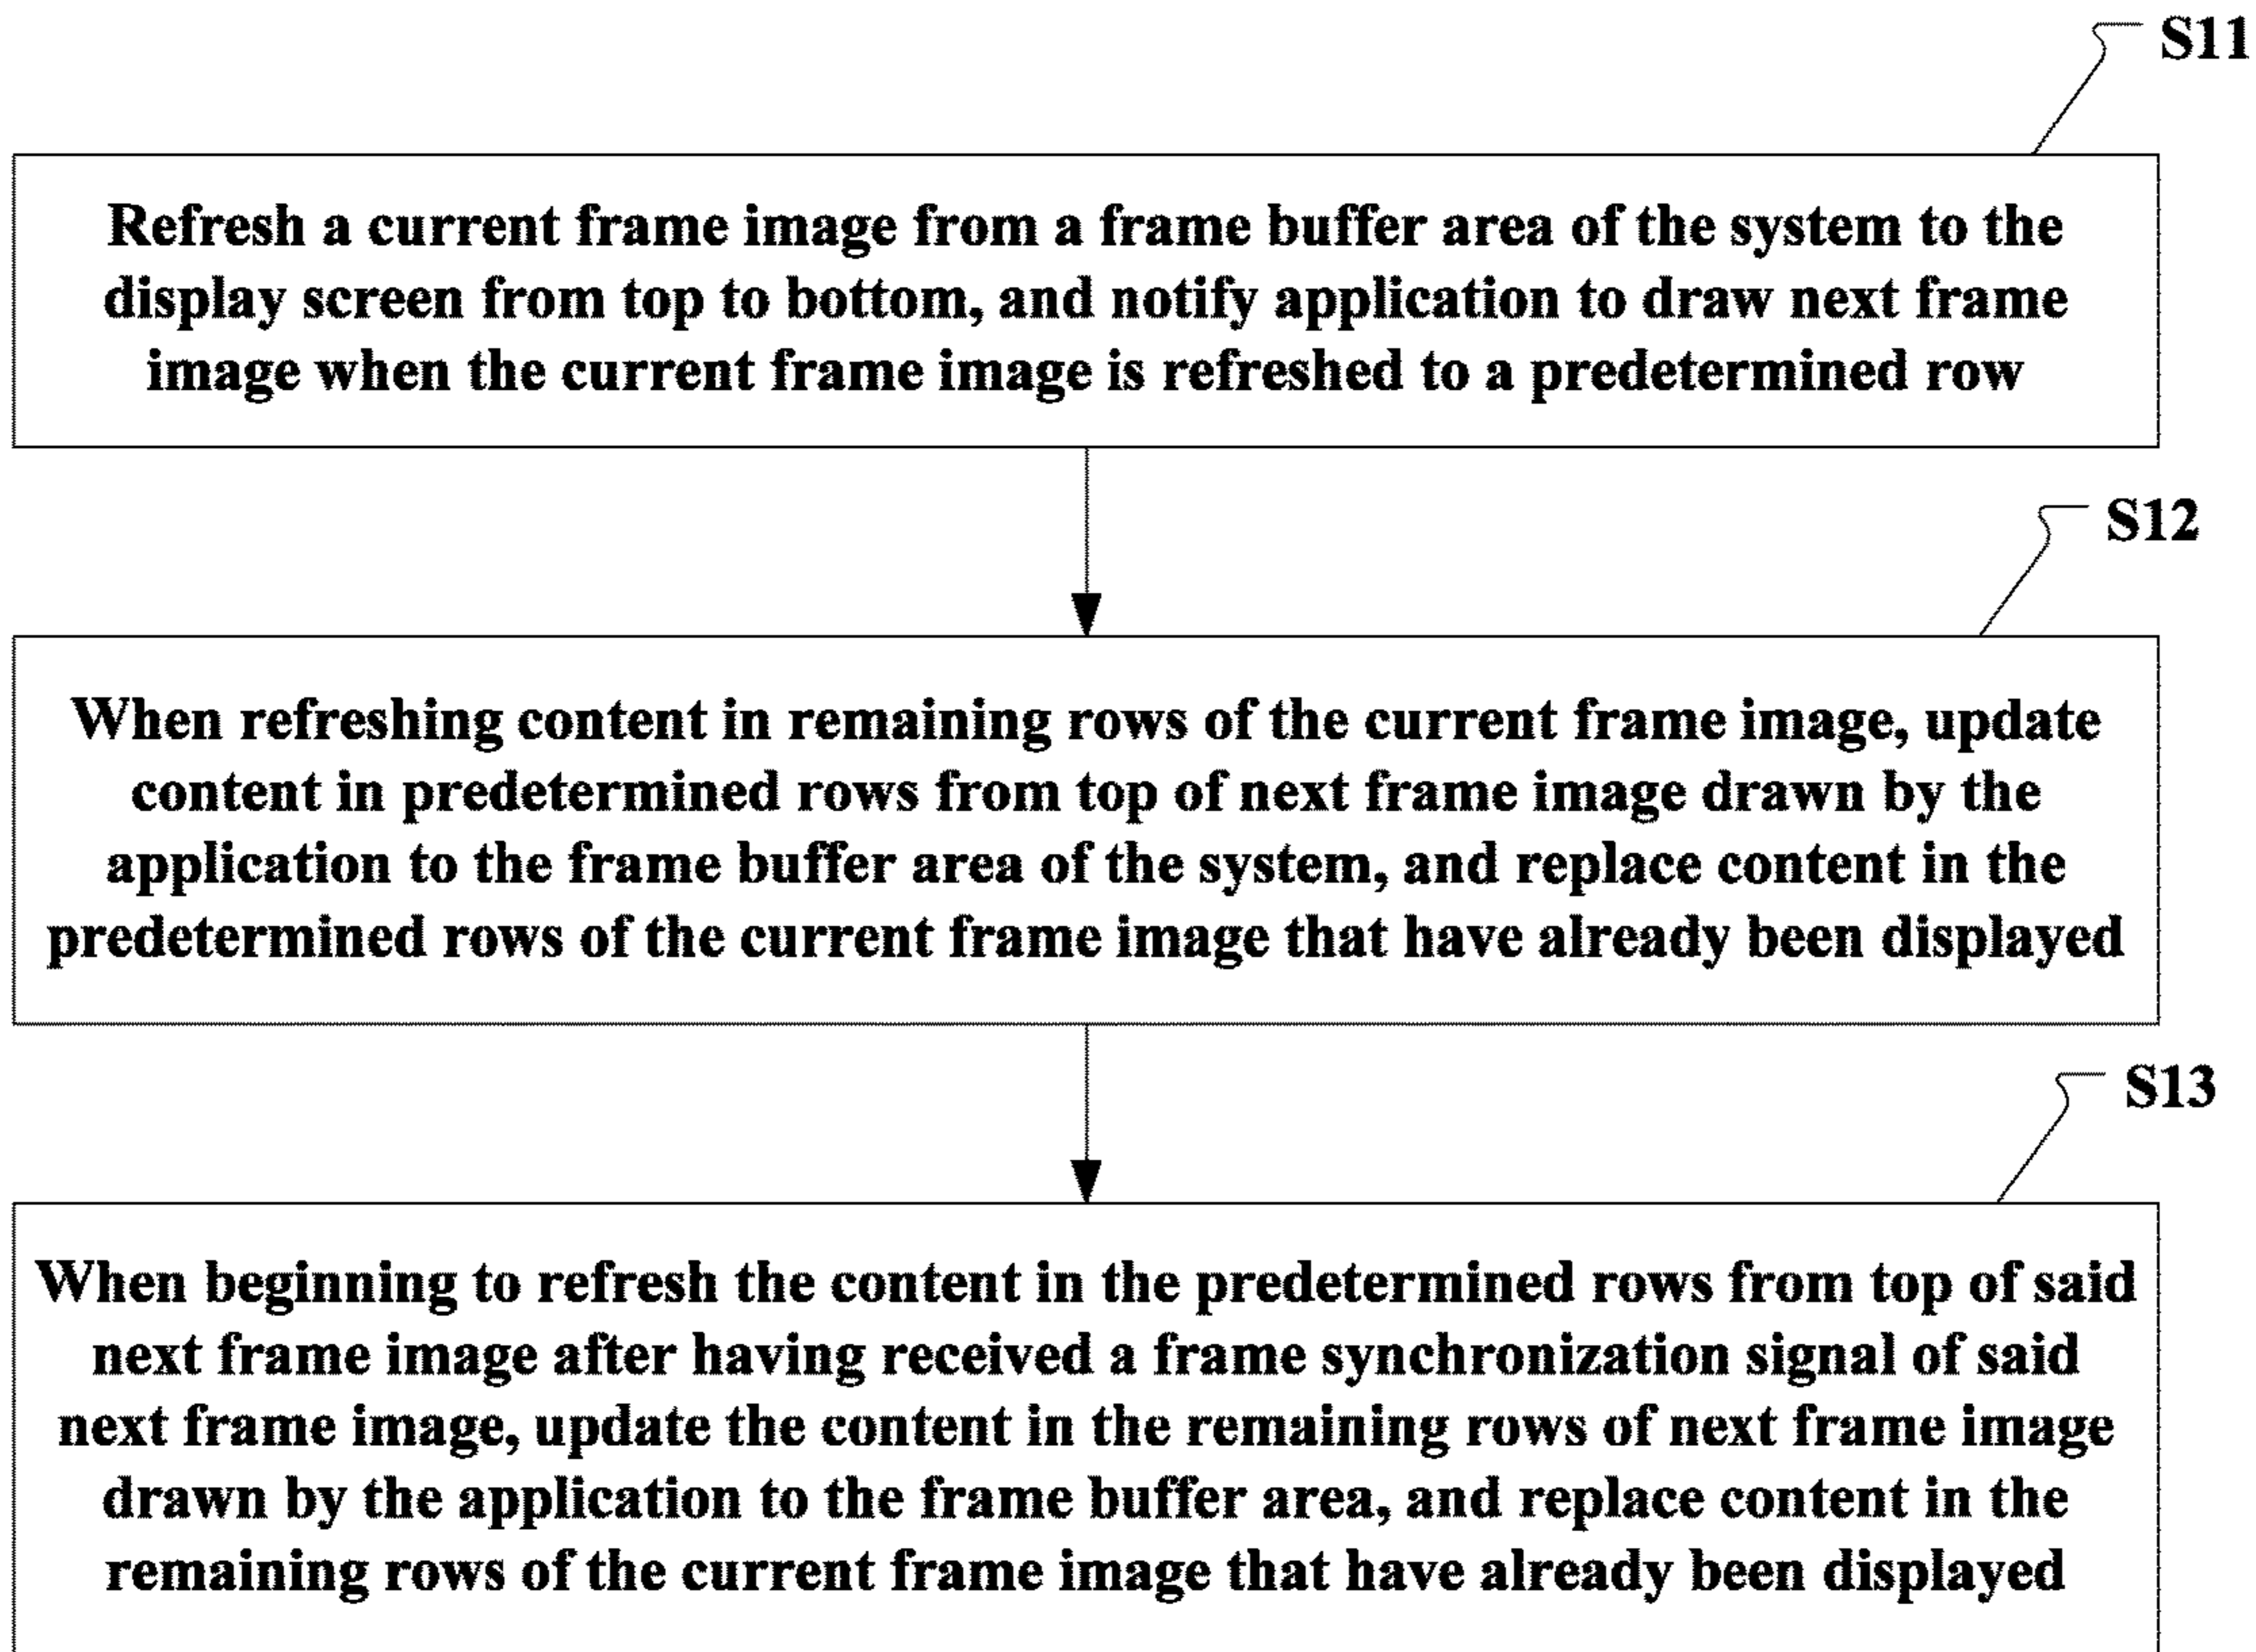 S11
Refresh a current frame image from a frame buffer area of the system to the
display screen from top to bottom, and notify application to draw next frame
image when the current frame image is refreshed to a predetermined row
S12
When refreshing content in remaining rows of the current frame image, update
content in predetermined rows from top of next frame image drawn by the
application to the frame buffer area of the system, and replace content in the
predetermined rows of the current frame image that have already been displayed
S13
When beginning to refresh the content in the predetermined rows from top of said
next frame image after having received a frame synchronization signal of said
next frame image, update the content in the remaining rows of next frame image
drawn by the application to the frame buffer area, and replace content in the
remaining rows of the current frame image that have already been displayed